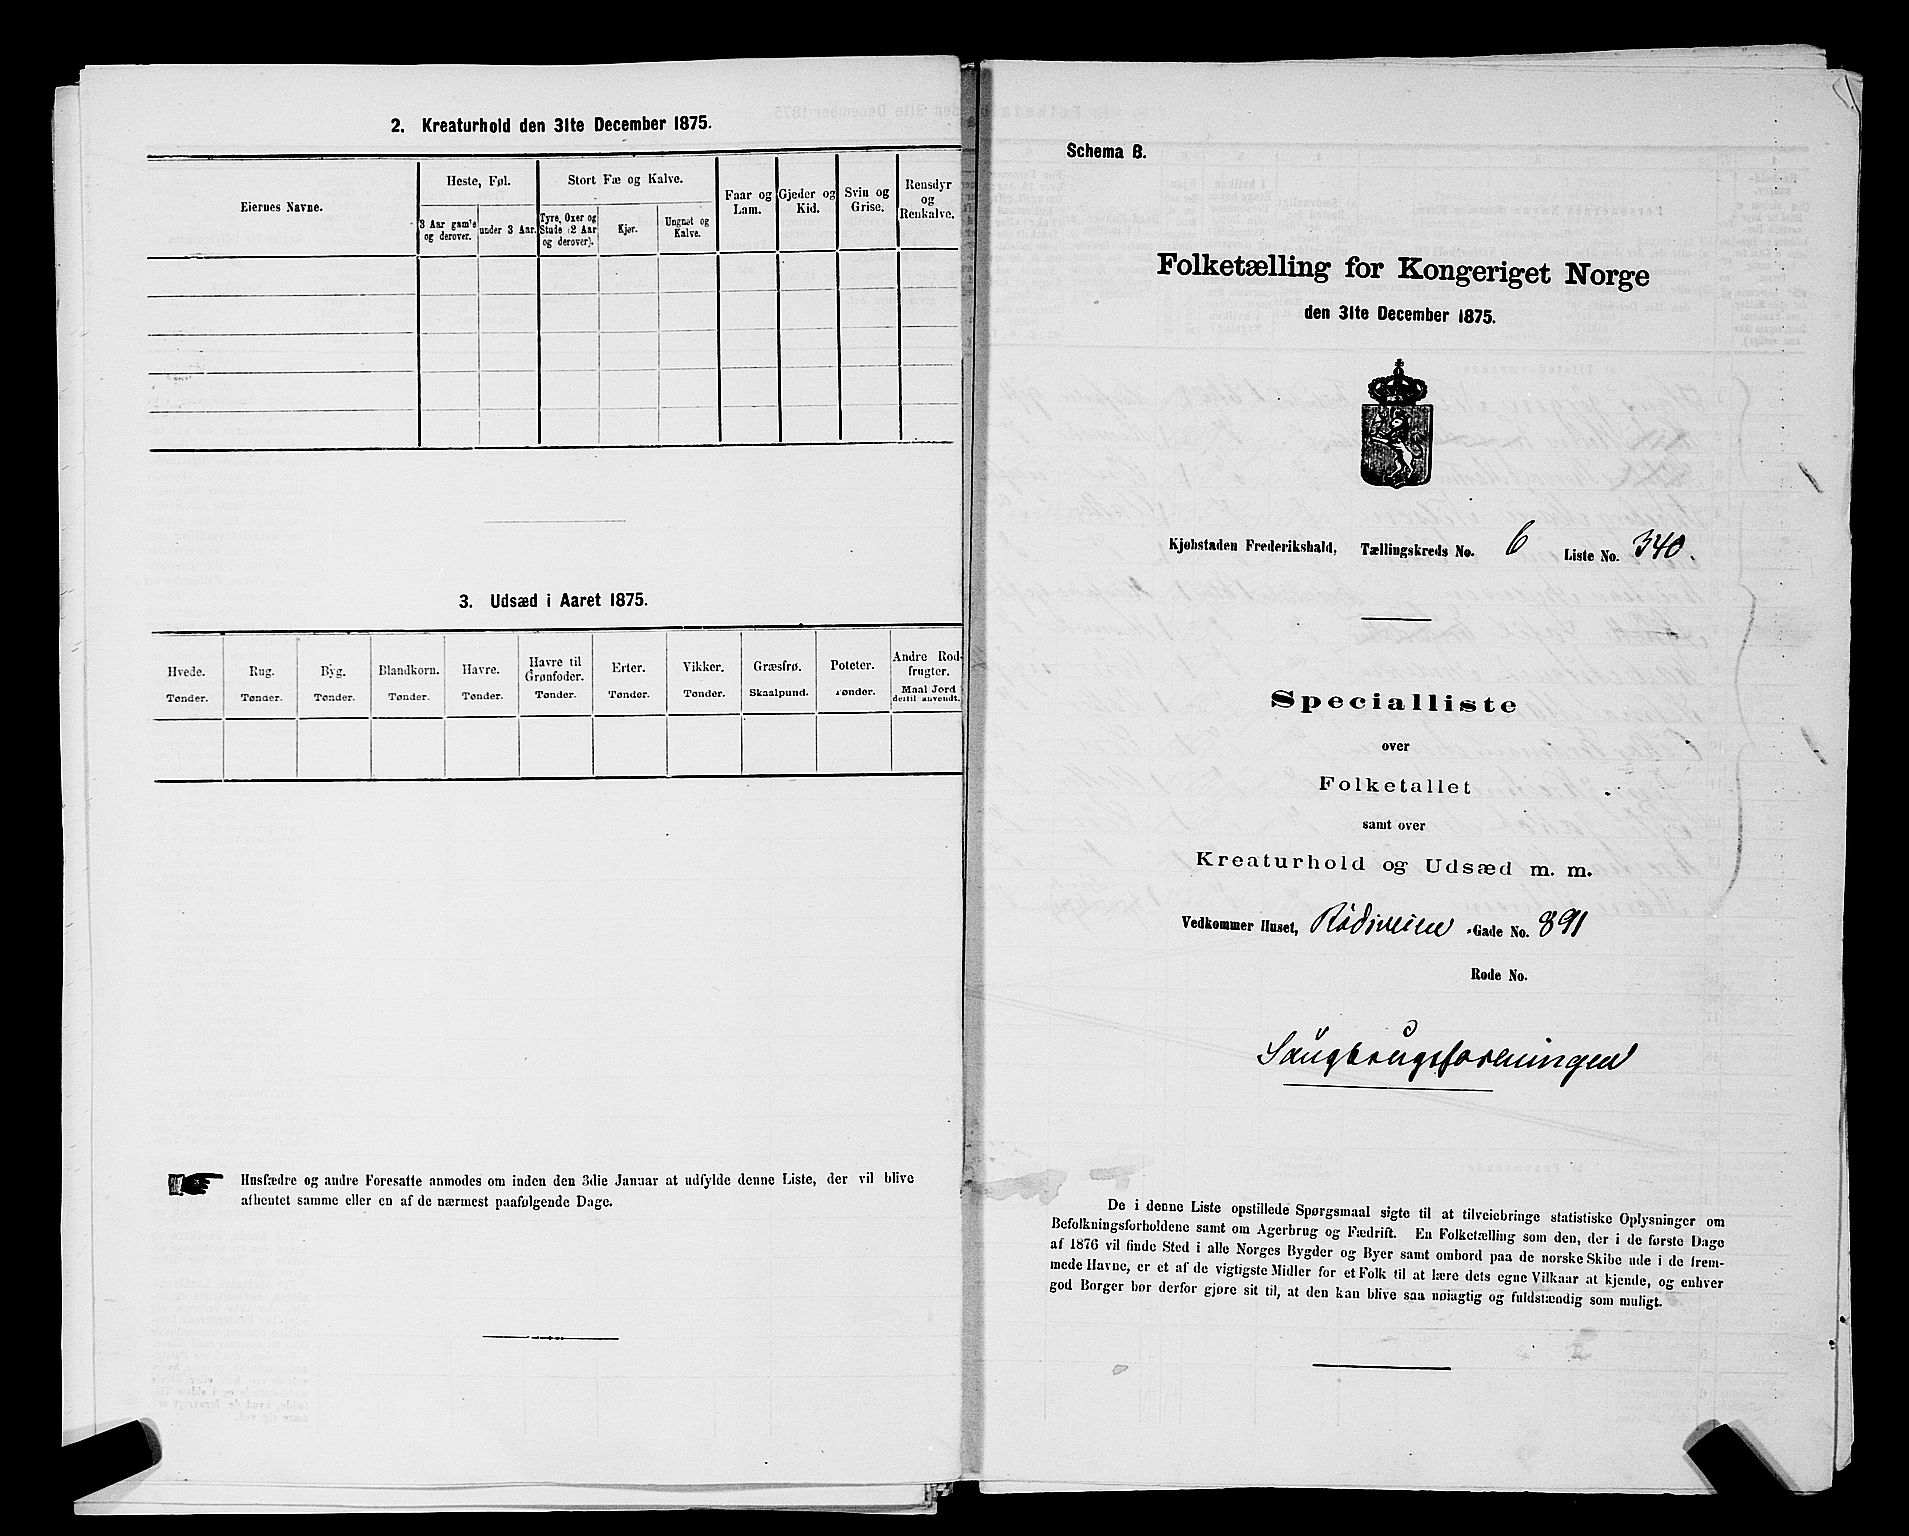 2. Kreaturhold den 31te December 1875.
Eiernes Navne.
Heste, Føl.
Stort Fæ og Kalve.
Faar og Lam.
Gjeder og Kid.
Svin og Grise.
Rensdyr og Renkalve.
3 Aar gam'e og derover.
under 3 Aar.
Tyre, Oxer og Stude (2 Aar og derover).
Kjør.
Ungnøt og Kalve.
3. Udsæd i Aaret 1875.
Hvede. Tønder.
Rug. Tønder.
Byg. Tønder.
Blandkorn. Tønder.
Havre. Tønder.
Havre til Grønfoder. Tønder.
Erter. Tønder.
Vikker. Tønder.
Græsfrø. Skaalpund.
Poteter. Tønder.
Andre Rodfrugter. Maal Jord dertil anvendt.
Husfædre og andre Foresatte anmodes om inden den 3die Januar at udfylde denne Liste, der vil blive
afhentet samme eller en af de nærmest paafølgende Dage.
Schema B.
Folketælling for Kongeriget Norge
den 31te December 1875.
Kjøbstaden Frederikshald, Tællingskreds No. 6 Liste No. 340.
Specialliste
over
Folketallet
samt over
Kreaturhold og Udsæd m. m.
Vedkommer Huset, Rødsveien -Gade No. 891
Rode No.
Saugbrugsforeningen
De i denne Liste opstillede Spørgsmaal sigte til at tilveiebringe statistiske Oplysninger om
Befolkningsforholdene samt om Agerbrug og Fædrift. En Folketælling som den, der i de første Dage
af 1876 vil finde Sted i alle Norges Bygder og Byer samt ombord paa de norske Skibe ude i de frem-
mede Havne, er et af de vigtigste Midler for et Folk til at lære dets egne Vilkaar at kjende, og enhver
god Borger bør derfor gjøre sit til, at den kan blive saa nøiagtig og fuldstændig som muligt.